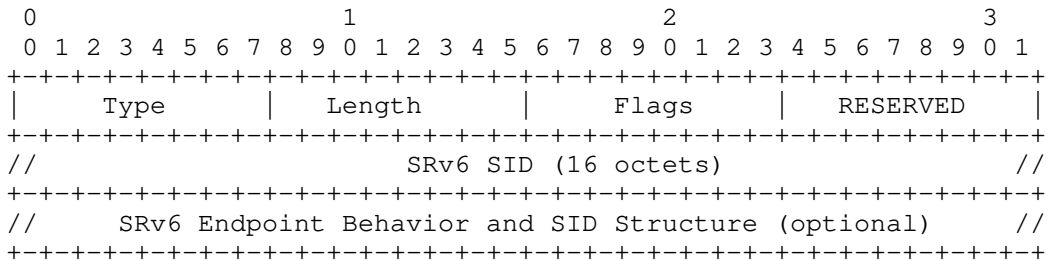 0                   1                   2                   3
 0 1 2 3 4 5 6 7 8 9 0 1 2 3 4 5 6 7 8 9 0 1 2 3 4 5 6 7 8 9 0 1
+-+-+-+-+-+-+-+-+-+-+-+-+-+-+-+-+-+-+-+-+-+-+-+-+-+-+-+-+-+-+-+-+
|     Type      |   Length      |     Flags     |   RESERVED    |
+-+-+-+-+-+-+-+-+-+-+-+-+-+-+-+-+-+-+-+-+-+-+-+-+-+-+-+-+-+-+-+-+
//                       SRv6 SID (16 octets)                  //
+-+-+-+-+-+-+-+-+-+-+-+-+-+-+-+-+-+-+-+-+-+-+-+-+-+-+-+-+-+-+-+-+
//     SRv6 Endpoint Behavior and SID Structure (optional)     //
+-+-+-+-+-+-+-+-+-+-+-+-+-+-+-+-+-+-+-+-+-+-+-+-+-+-+-+-+-+-+-+-+